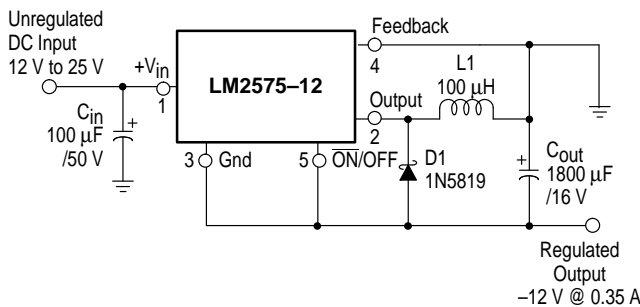 Unregulated
DC Input
12 V to 25 V
+Vin
1
Cin
100 µF
/50 V
+
LM2575–12
Feedback
4
Output
2
3
Gnd
5
ON/OFF
L1
100 µH
D1
1N5819
+
Cout
1800 µF
/16 V
Regulated
Output
–12 V @ 0.35 A